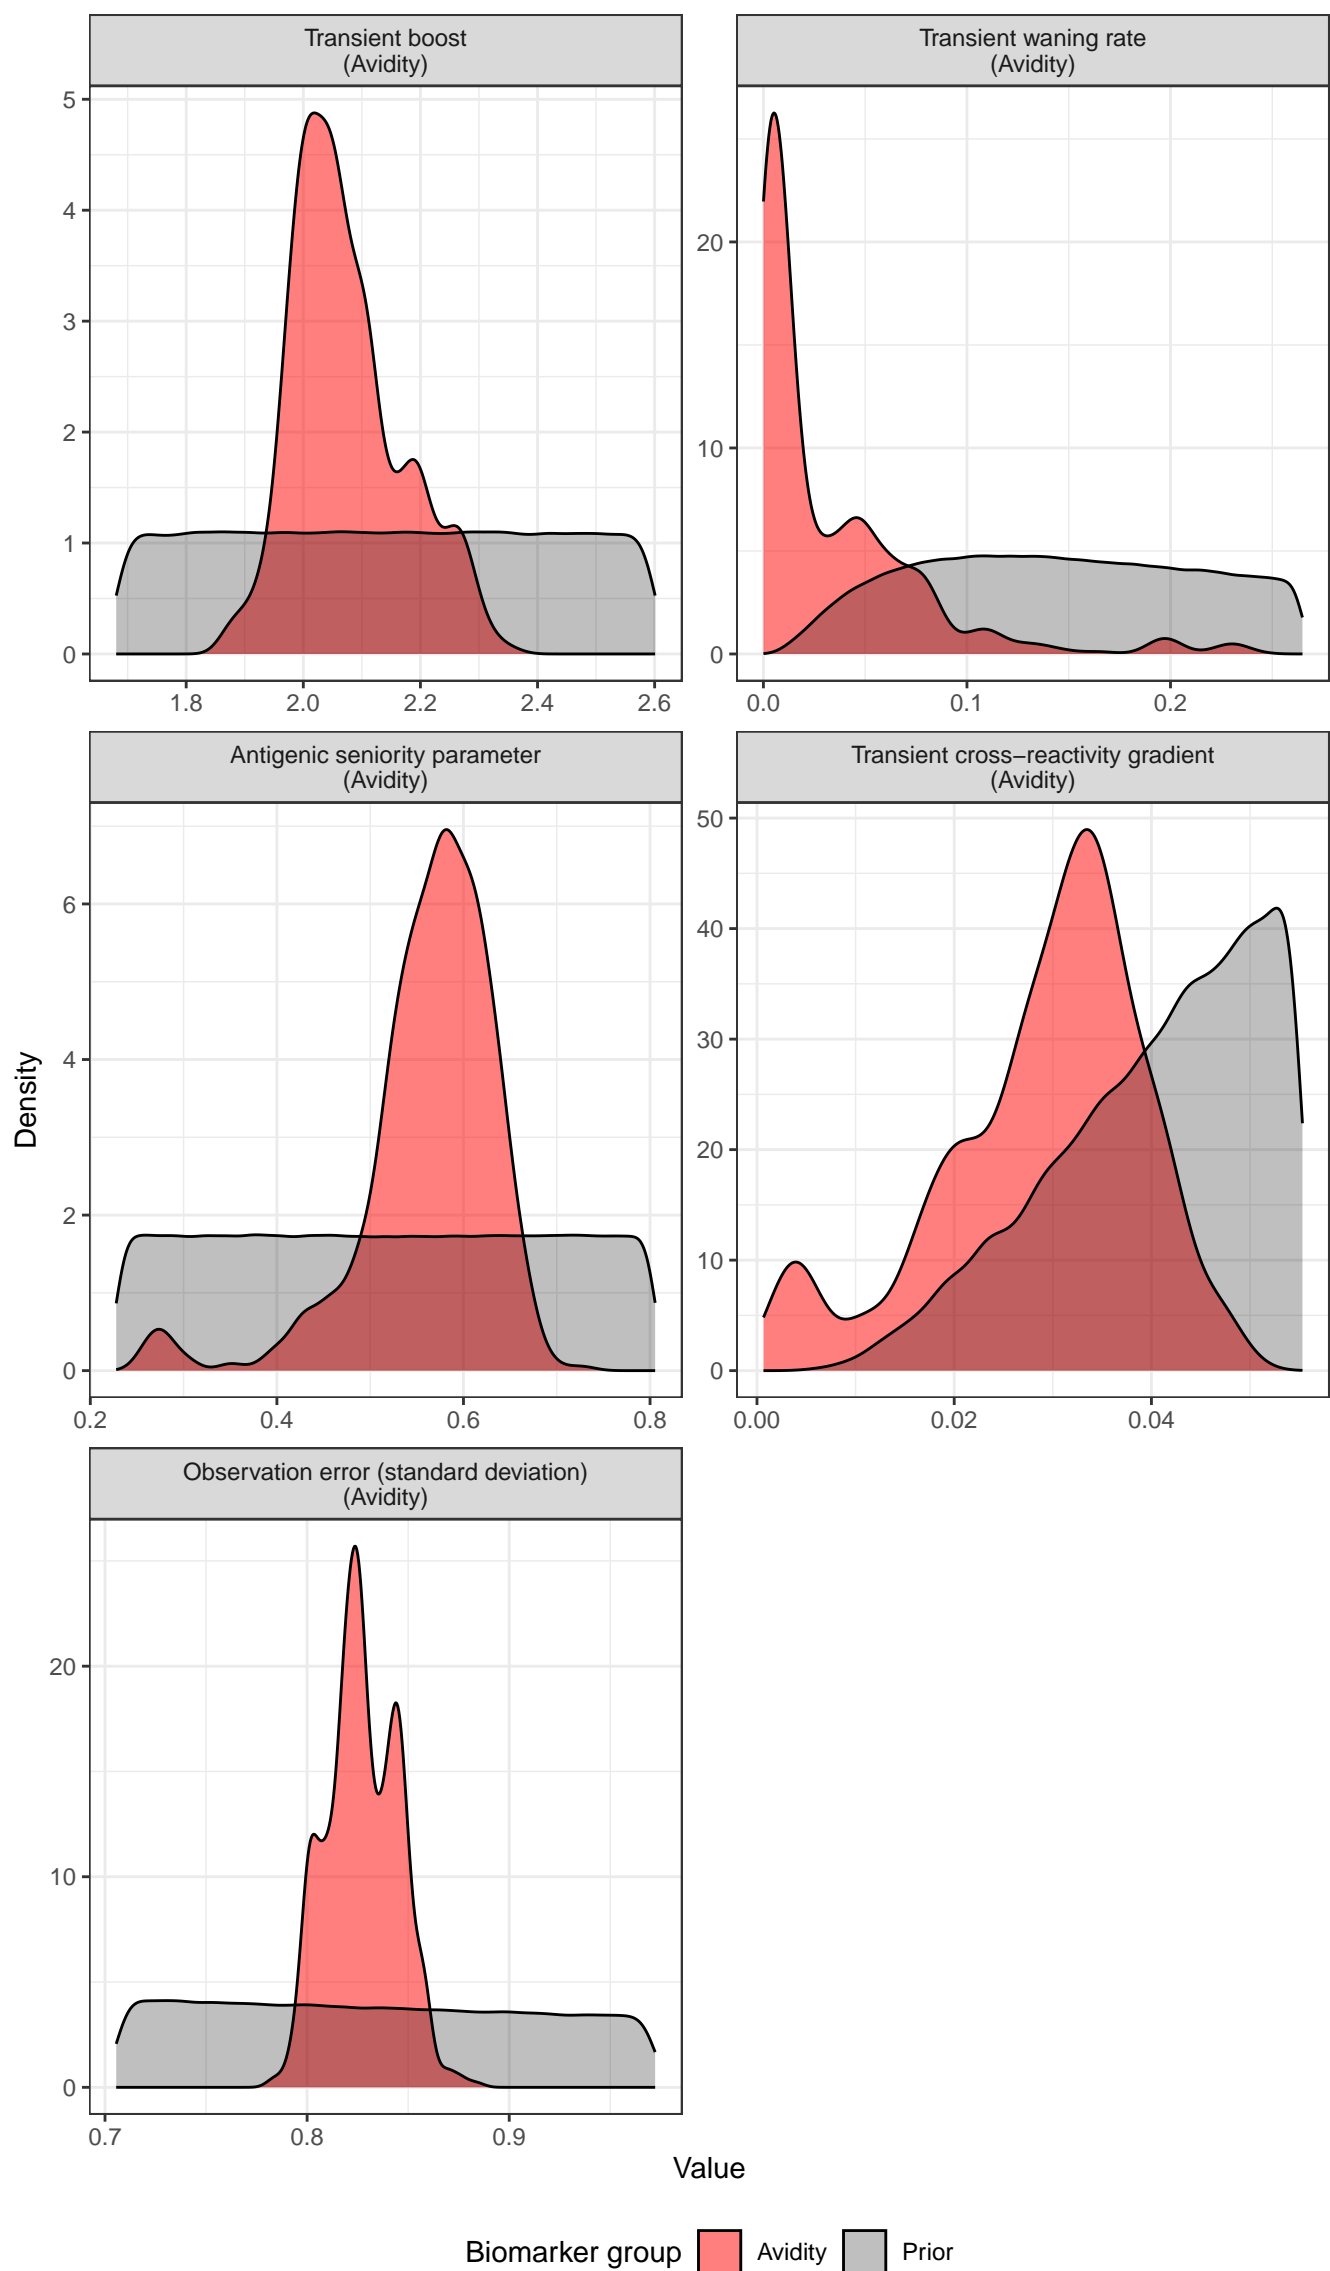 Transient boost
(Avidity)
Transient waning rate
(Avidity)
5
4
3
2
1
0
20
10
0
1.8 2.0 2.2 2.4 2.6
0.0 0.1 0.2
Antigenic seniority parameter
(Avidity)
Transient cross−reactivity gradient
(Avidity)
6
4
2
0
50
40
30
20
10
0
0.2 0.4 0.6 0.8
0.00 0.02 0.04
Density
Observation error (standard deviation)
(Avidity)
20
10
0
0.7 0.8 0.9
Value
Biomarker group Avidity Prior